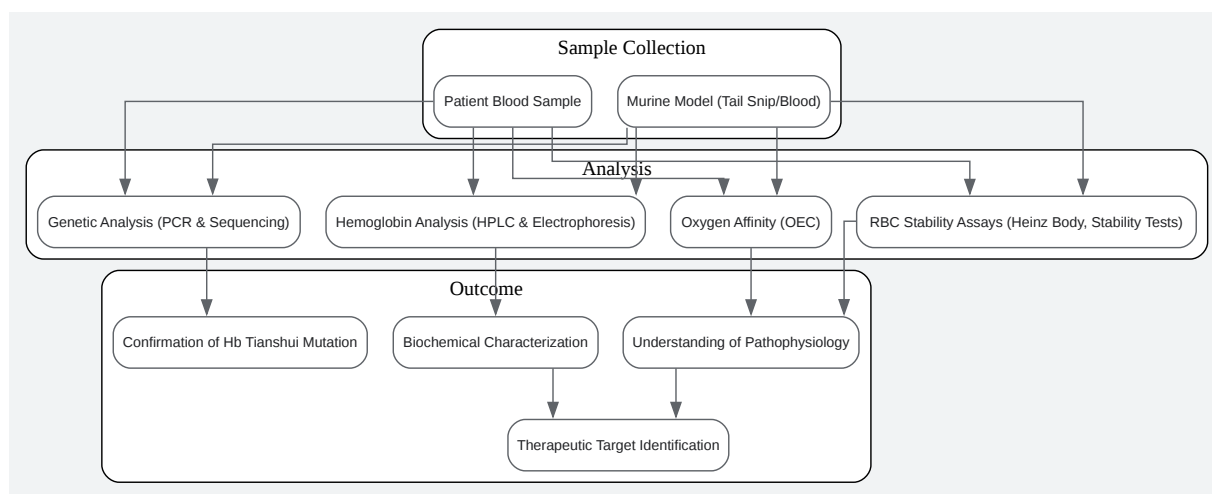 Sample Collection
Patient Blood Sample
Murine Model (Tail Snip/Blood)
Analysis
Genetic Analysis (PCR & Sequencing)
Hemoglobin Analysis (HPLC & Electrophoresis)
Oxygen Affinity (OEC)
RBC Stability Assays (Heinz Body, Stability Tests)
Outcome
Confirmation of Hb Tianshui Mutation
Biochemical Characterization
Understanding of Pathophysiology
Therapeutic Target Identification